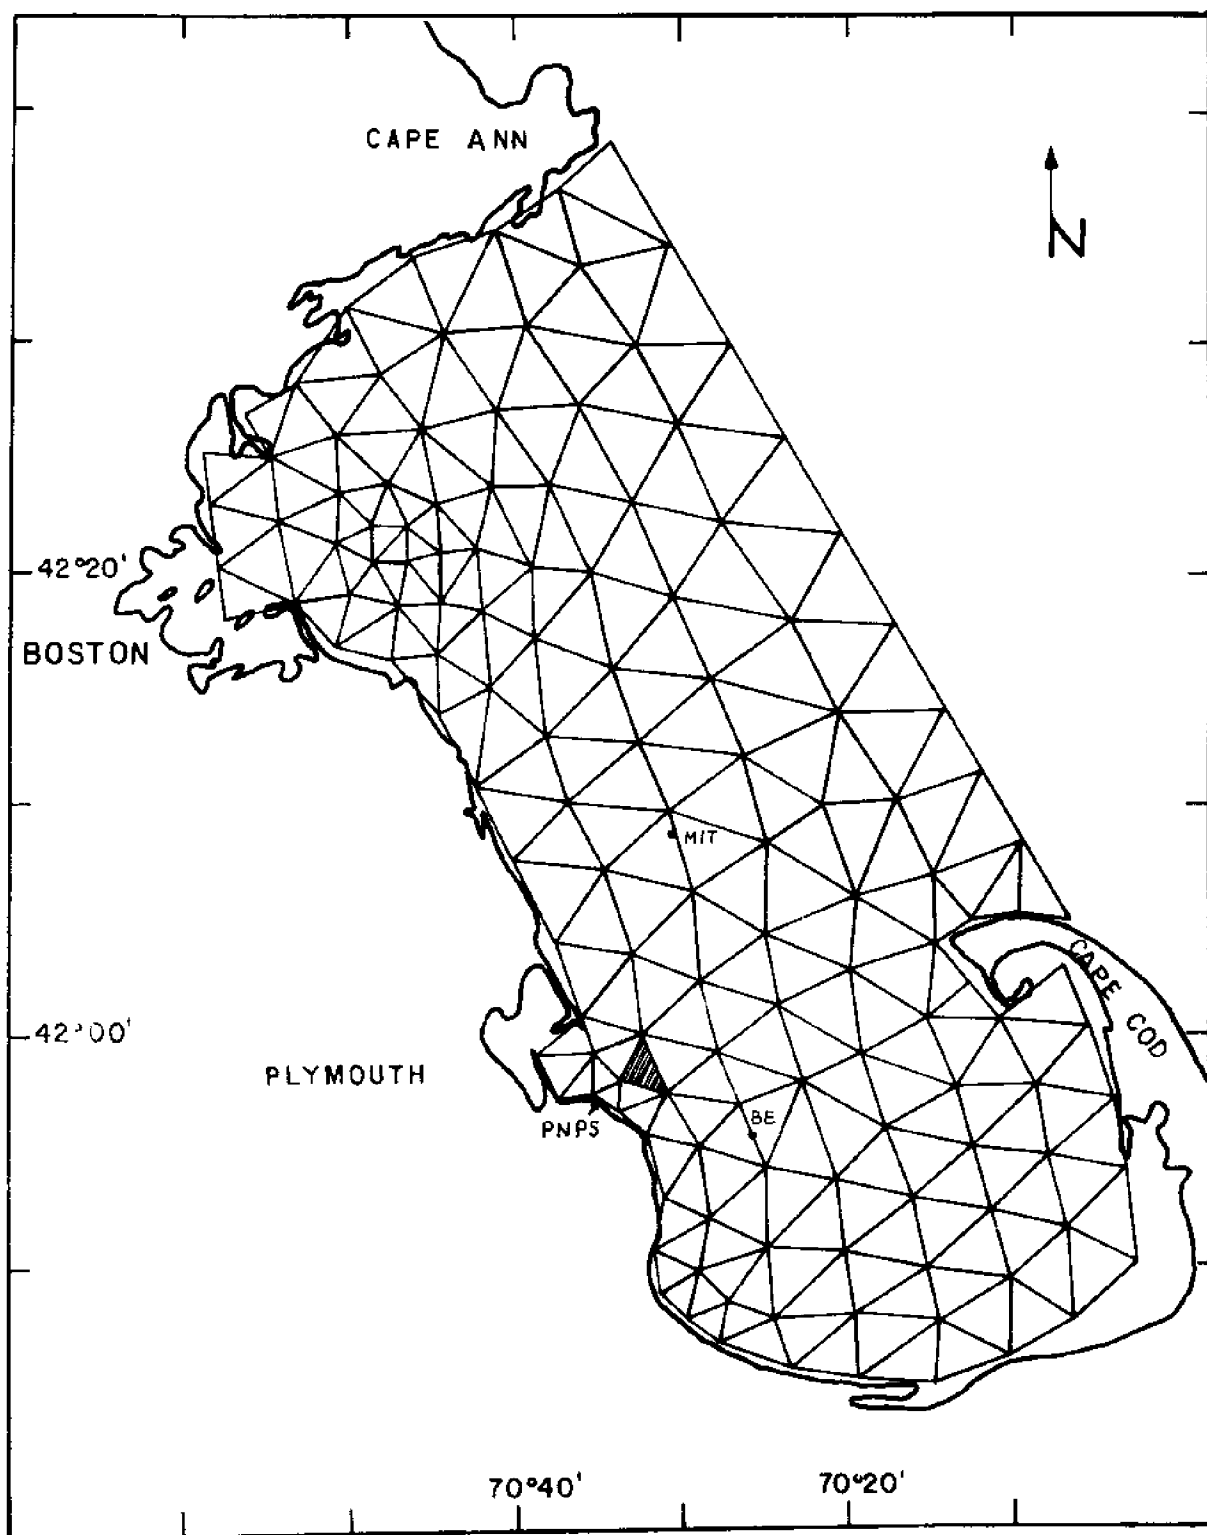 CAPE ANN
N
42°20'
BOSTON
MIT
CAPE COD
42°00'
PLYMOUTH
PNPS
BE
70°40'
70°20'